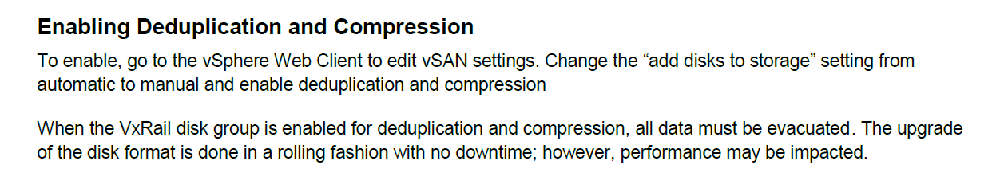 Enabling Deduplication and Compression
To enable, go to the vSphere Web Client to edit vSAN settings. Change the “add disks to storage” setting from
automatic to manual and enable deduplication and compression
When the VxRail disk group is enabled for deduplication and compression, all data must be evacuated. The upgrade
of the disk format is done in a rolling fashion with no downtime; however, performance may be impacted.